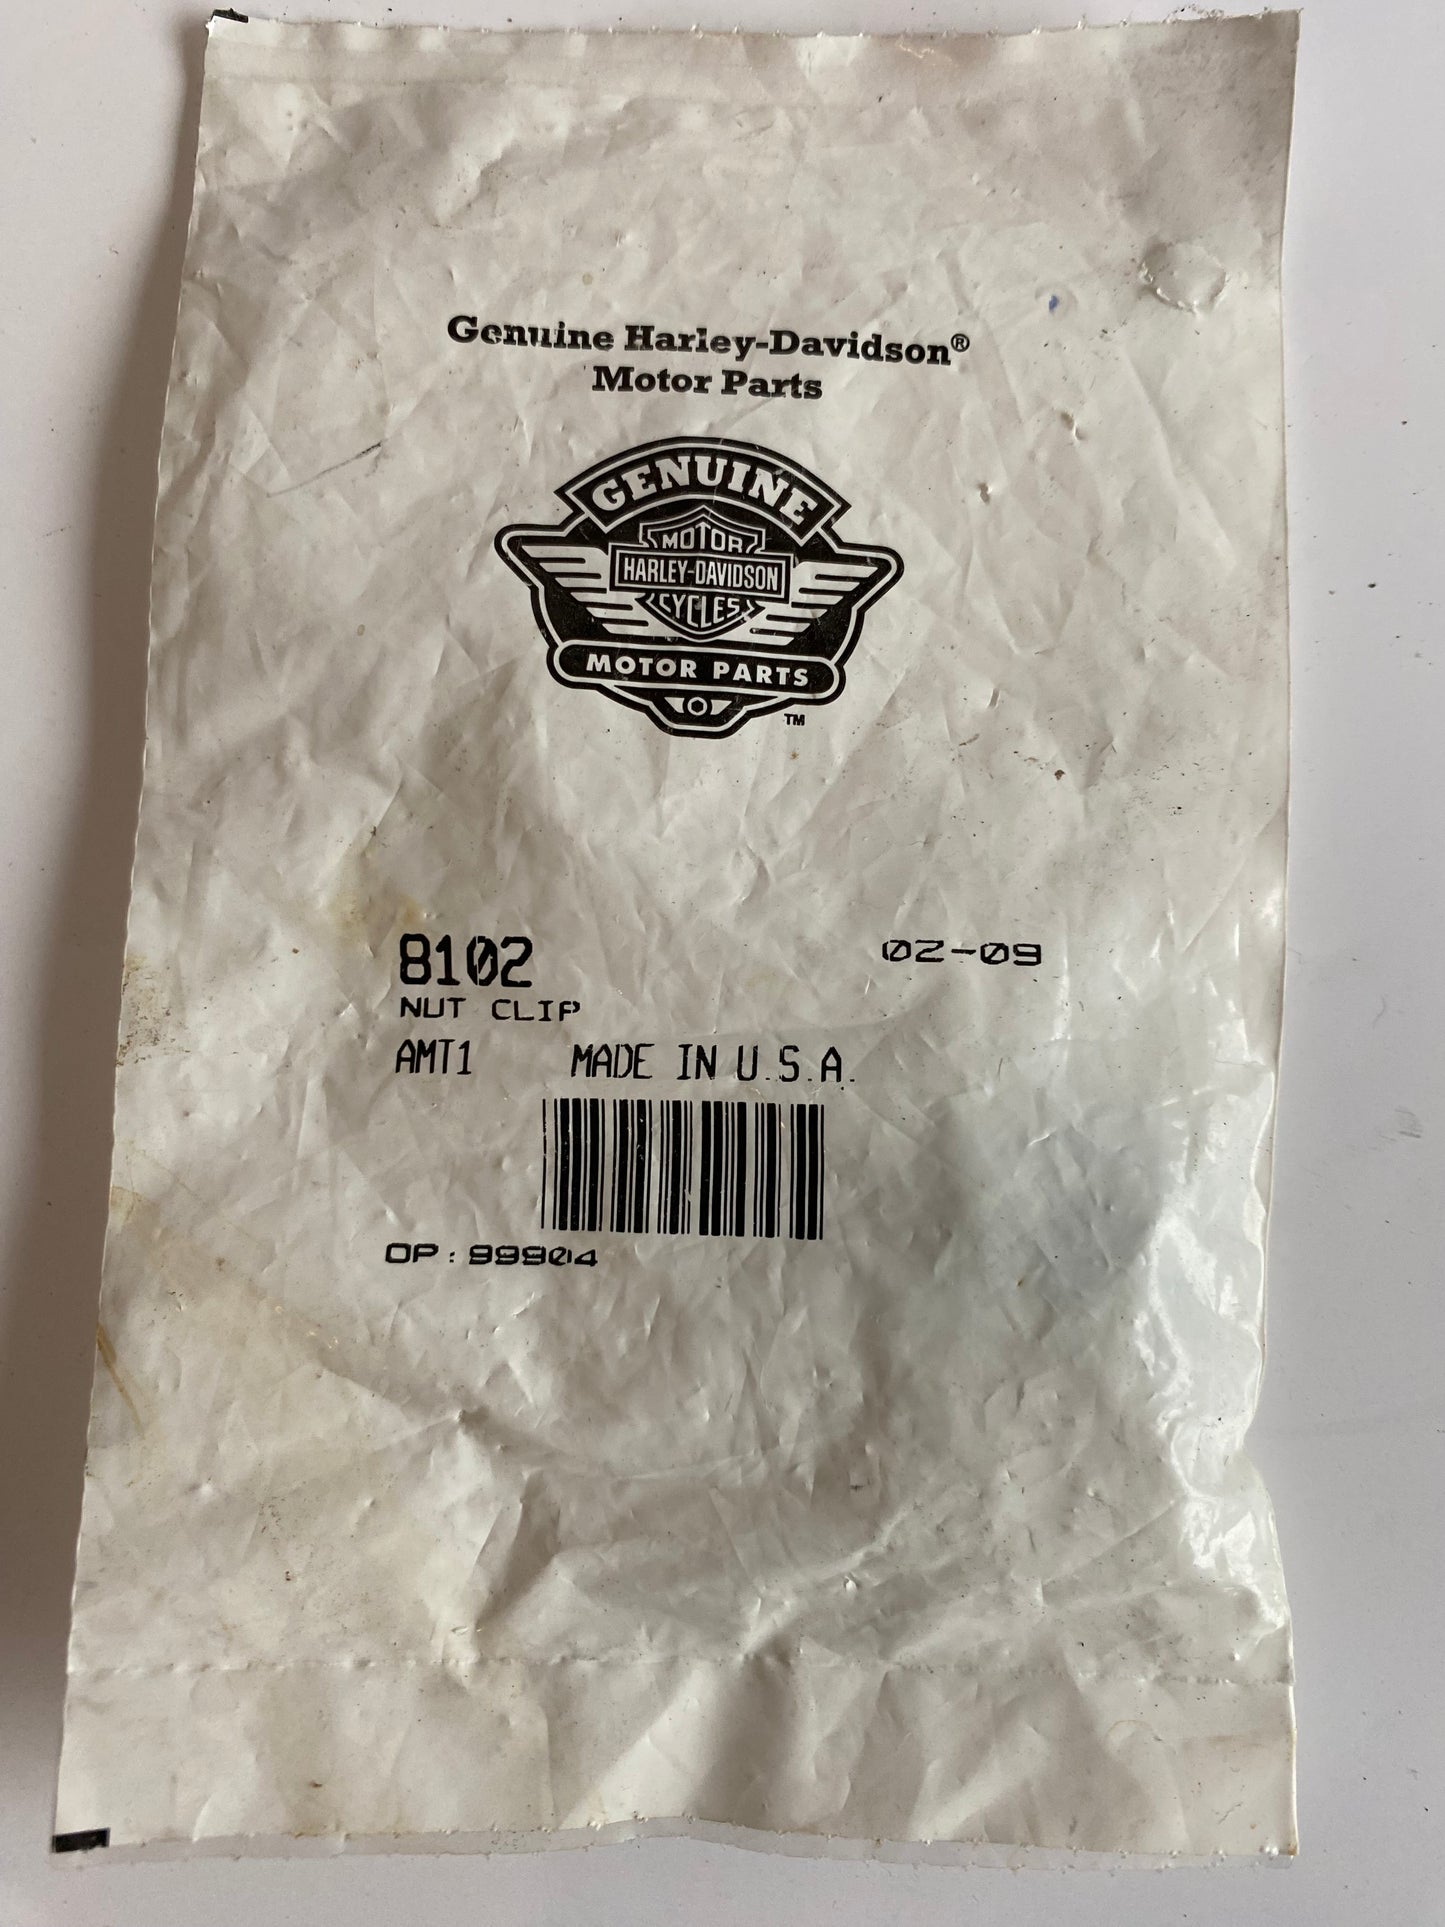 Genuine Harley-Davidson®
Motor Parts
GENUINE
MOTOR
HARLEY-DAVIDSON
CYCLES
MOTOR PARTS
TM
8102 02-09
NUT CLIP
AMT1 MADE IN U.S.A.
OP: 99904